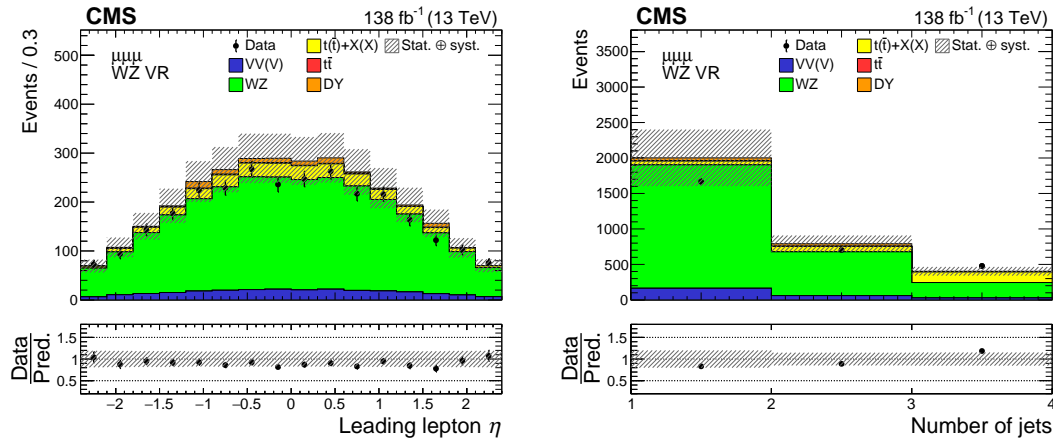 CMS 138 fb⁻¹ (13 TeV)
Events / 0.3
500
400
300
200
100
0
μμμ
WZ VR
Data t(t̄)+X(X) Stat. ⊕ syst.
VV(V) tt̄
WZ DY
Data
Pred.
1.5
1
0.5
−2 −1.5 −1 −0.5 0 0.5 1 1.5 2
Leading lepton η
CMS 138 fb⁻¹ (13 TeV)
Events
3500
3000
2500
2000
1500
1000
500
0
μμμ
WZ VR
Data t(t̄)+X(X) Stat. ⊕ syst.
VV(V) tt̄
WZ DY
Data
Pred.
1.5
1
0.5
1 2 3 4
Number of jets